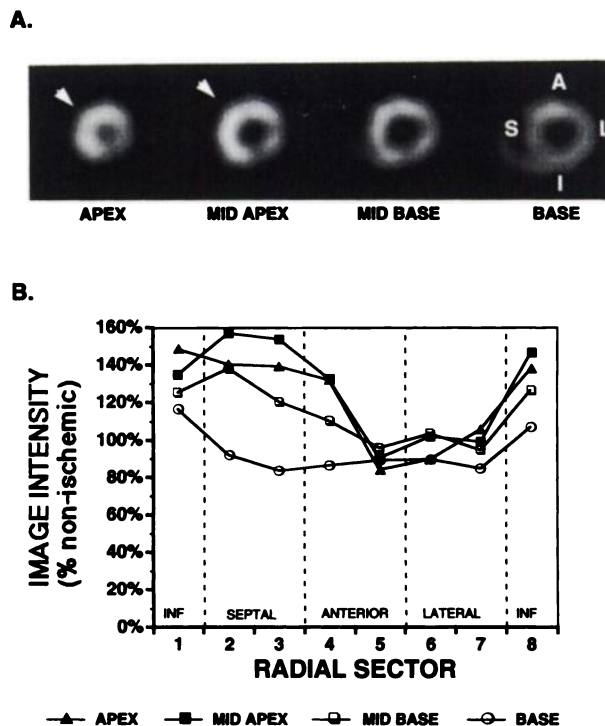 A.
A
S
L
I
APEX
MID APEX
MID BASE
BASE
B.
IMAGE INTENSITY
(% non-ischemic)
160%
140%
120%
100%
80%
60%
40%
20%
0%
INF
SEPTAL
ANTERIOR
LATERAL
INF
1 2 3 4 5 6 7 8
RADIAL SECTOR
APEX MID APEX MID BASE BASE